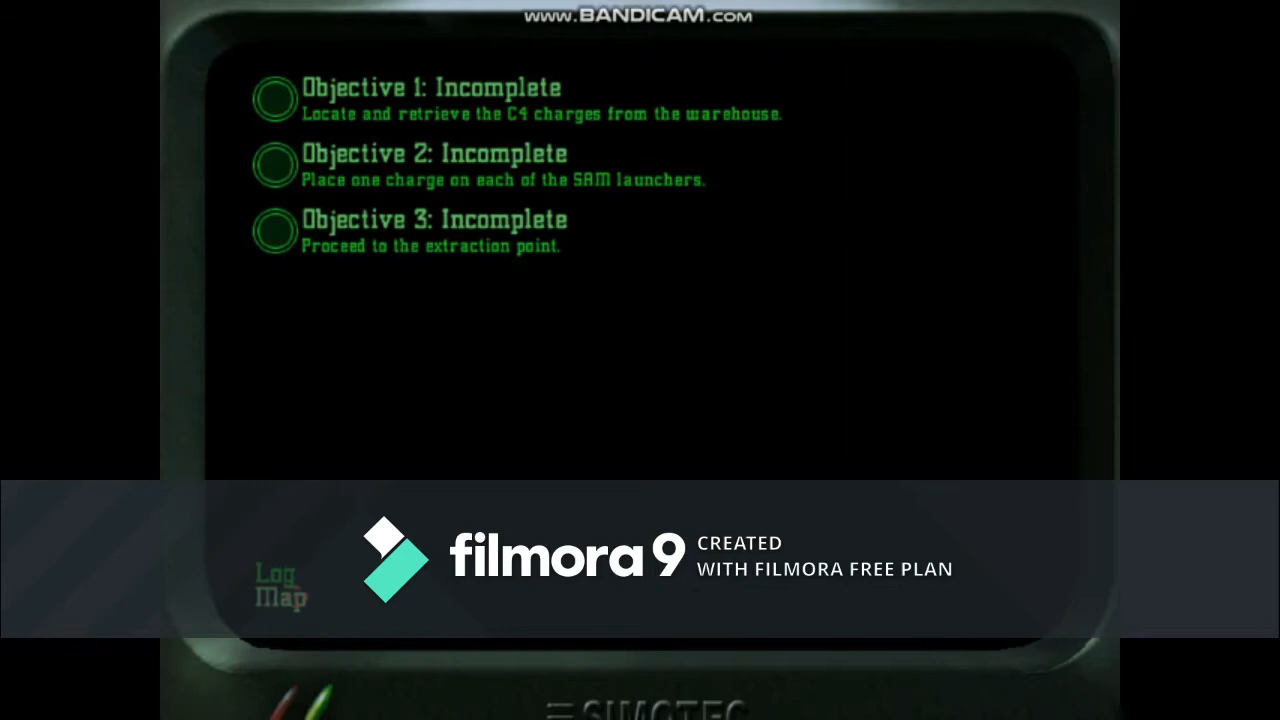 www.BANDICAM.com
Objective 1: Incomplete
Locate and retrieve the C4 charges from the warehouse.
Objective 2: Incomplete
Place one charge on each of the SAM launchers.
Objective 3: Incomplete
Proceed to the extraction point.
filmora9 CREATED
WITH FILMORA FREE PLAN
Log
Map
SIMOTEC